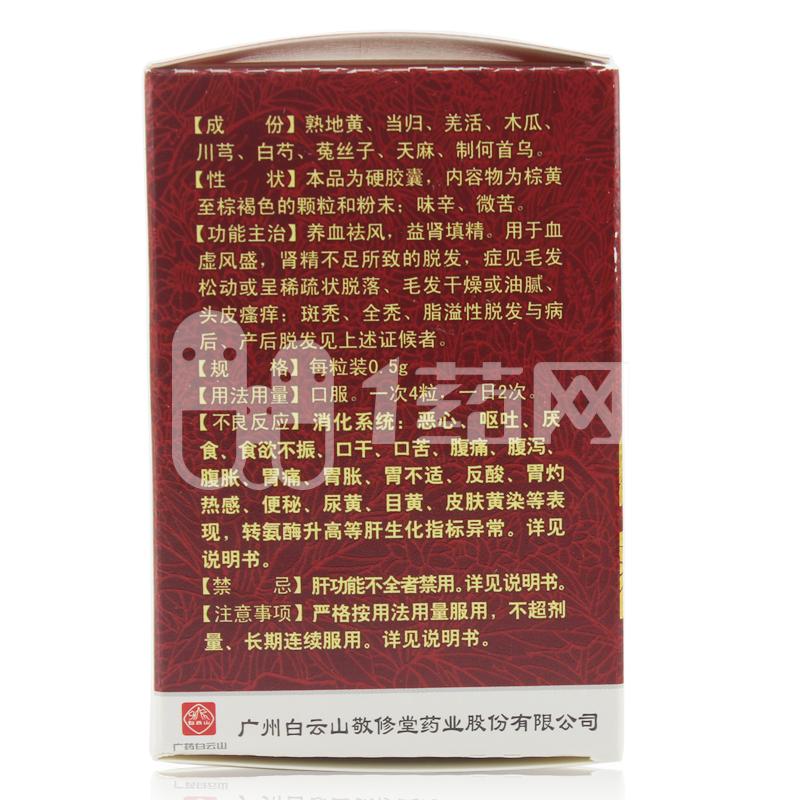 【成　份】熟地黄、当归、羌活、木瓜、
川芎、白芍、菟丝子、天麻、制何首乌。
【性　状】本品为硬胶囊，内容物为棕黄
至棕褐色的颗粒和粉末；味辛、微苦。
【功能主治】养血祛风，益肾填精。用于血
虚风盛，肾精不足所致的脱发，症见毛发
松动或呈稀疏状脱落、毛发干燥或油腻、
头皮瘙痒；斑秃、全秃、脂溢性脱发与病
后、产后脱发见上述证候者。
【规　格】每粒装0.5g
【用法用量】口服。一次4粒，一日2次。
【不良反应】消化系统：恶心、呕吐、厌
食、食欲不振、口干、口苦、腹痛、腹泻、
腹胀、胃痛、胃胀、胃不适、反酸、胃灼
热感、便秘、尿黄、目黄、皮肤黄染等表
现，转氨酶升高等肝生化指标异常。详见
说明书。
【禁　忌】肝功能不全者禁用。详见说明书。
【注意事项】严格按用法用量服用，不超剂
量、长期连续服用。详见说明书。
1药网
白云山
广药白云山
广州白云山敬修堂药业股份有限公司